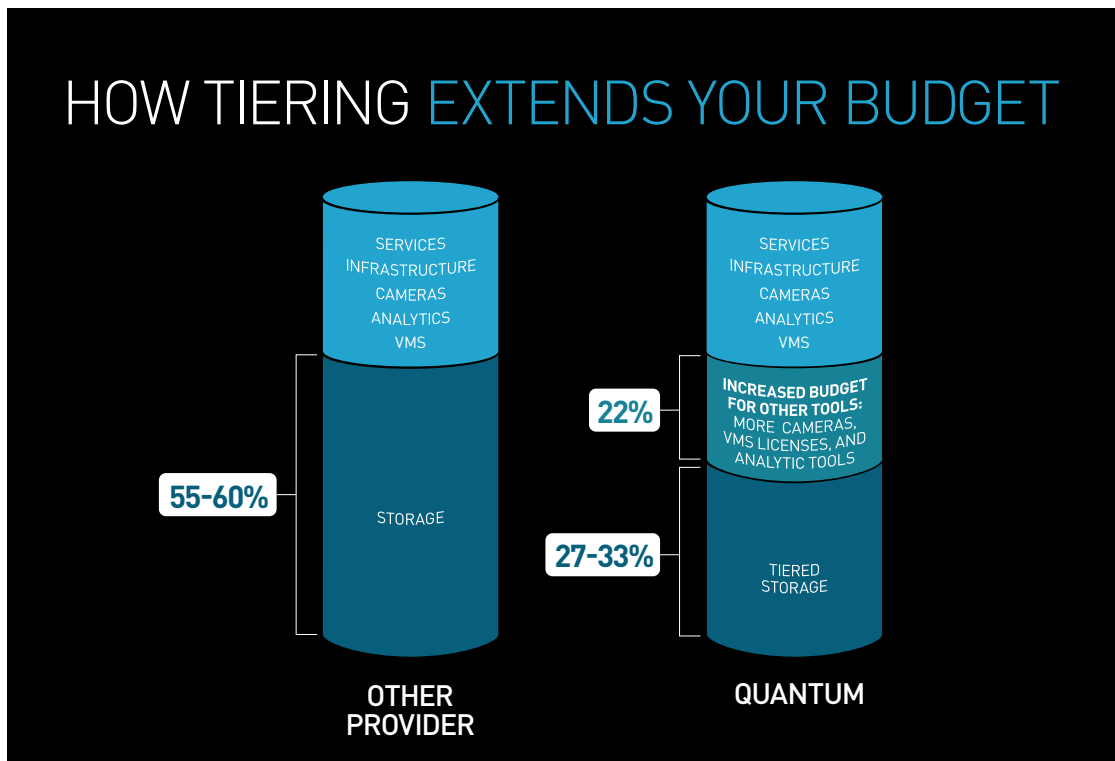 HOW TIERING EXTENDS YOUR BUDGET
SERVICES
INFRASTRUCTURE
CAMERAS
ANALYTICS
VMS
55-60%
STORAGE
OTHER
PROVIDER
SERVICES
INFRASTRUCTURE
CAMERAS
ANALYTICS
VMS
22%
INCREASED BUDGET
FOR OTHER TOOLS:
MORE CAMERAS,
VMS LICENSES, AND
ANALYTIC TOOLS
27-33%
TIERED
STORAGE
QUANTUM